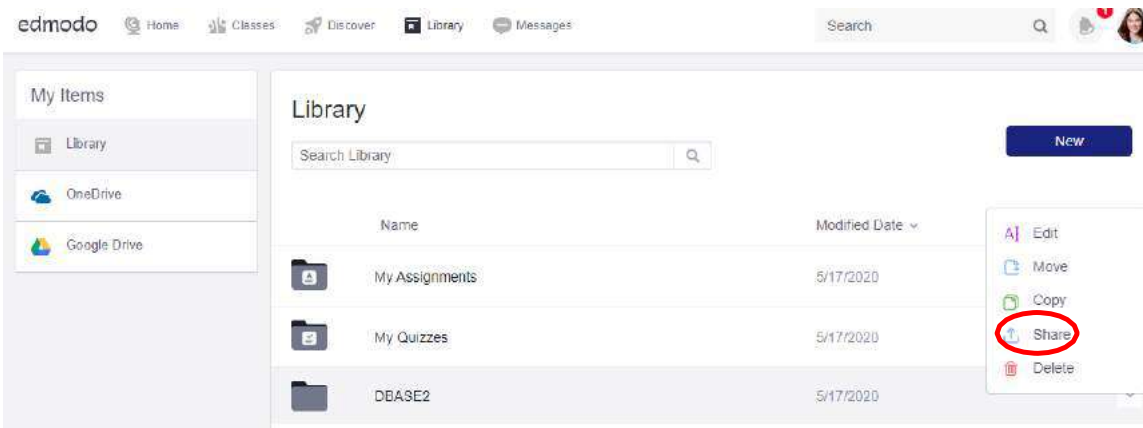 edmodo Home Classes Discover Library Messages Search 1
My Items
Library
OneDrive
Google Drive
Library
New
Search Library
Name Modified Date
My Assignments 5/17/2020
My Quizzes 5/17/2020
DBASE2 5/17/2020
Edit
Move
Copy
Share
Delete